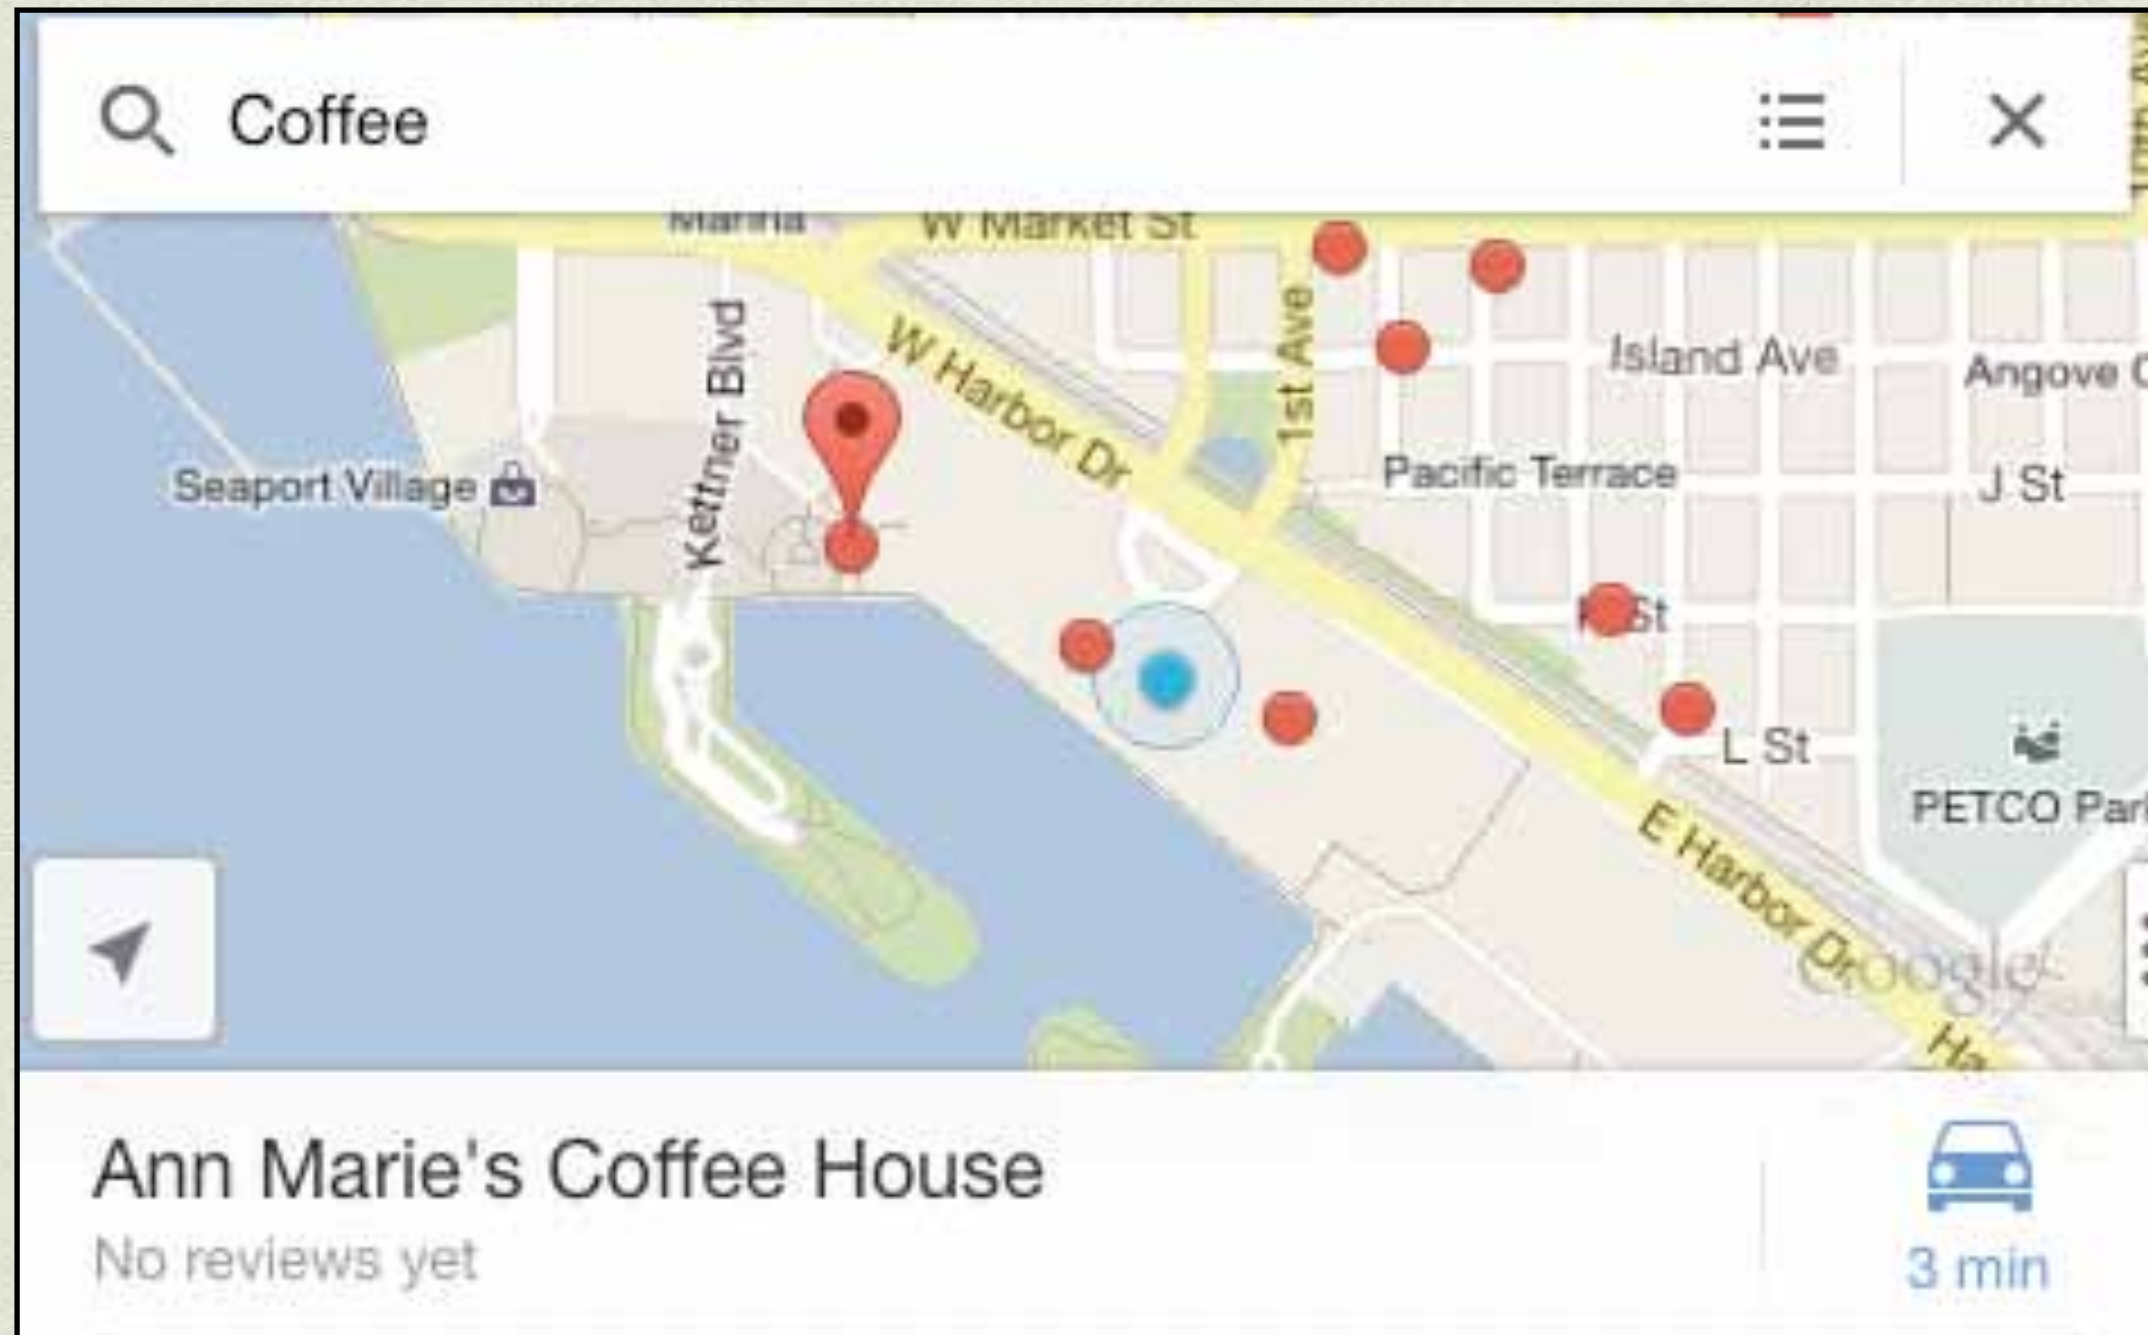 Coffee
Marina
W Market St
Kettner Blvd
W Harbor Dr
1st Ave
Island Ave
Angove
Seaport Village
Pacific Terrace
J St
St
L St
PETCO
E Harbor Dr
Google
Ann Marie's Coffee House
No reviews yet
3 min